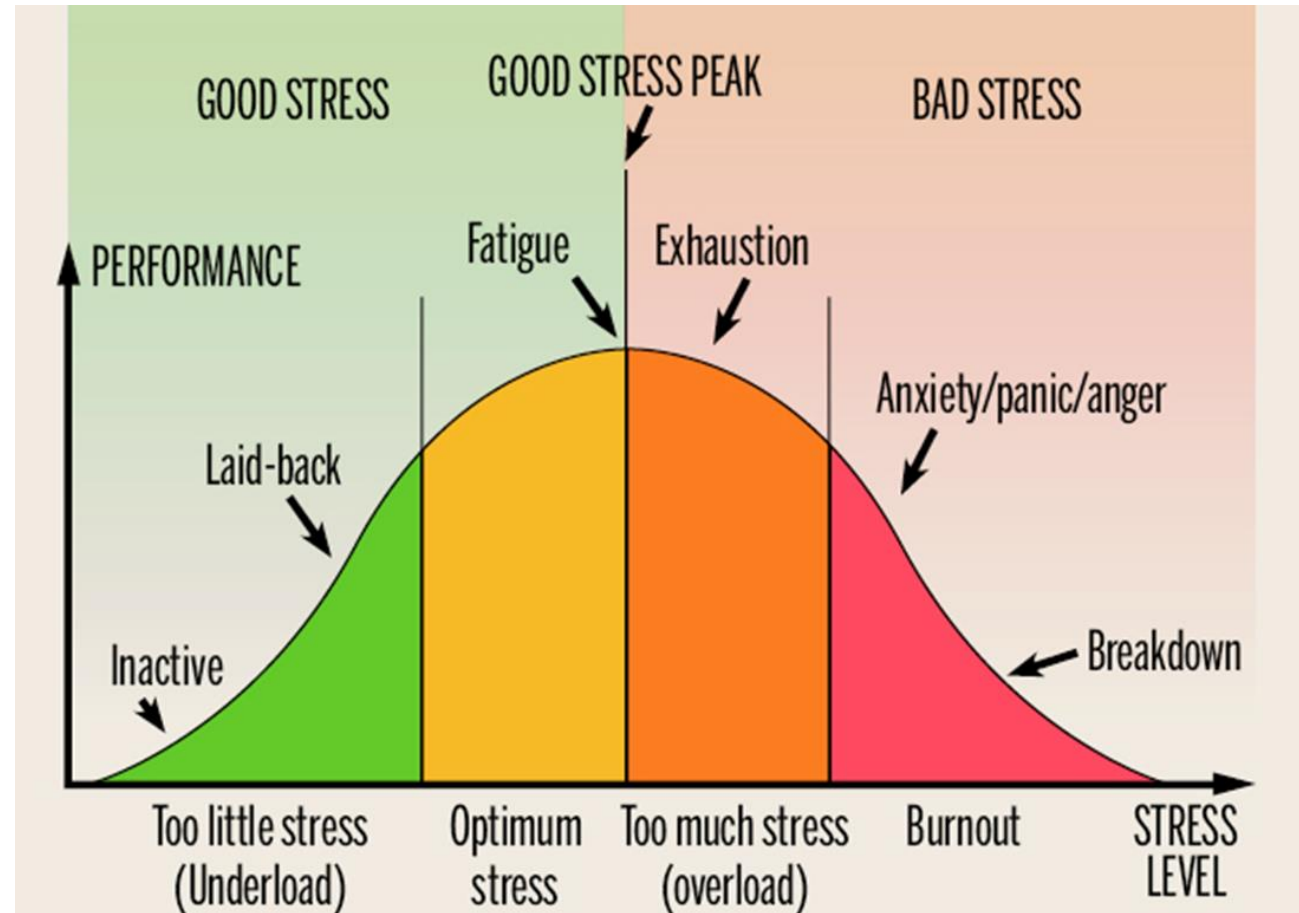 GOOD STRESS
GOOD STRESS PEAK
BAD STRESS
PERFORMANCE
Fatigue
Exhaustion
Laid-back
Anxiety/panic/anger
Inactive
Breakdown
Too little stress
(Underload)
Optimum
stress
Too much stress
(overload)
Burnout
STRESS
LEVEL